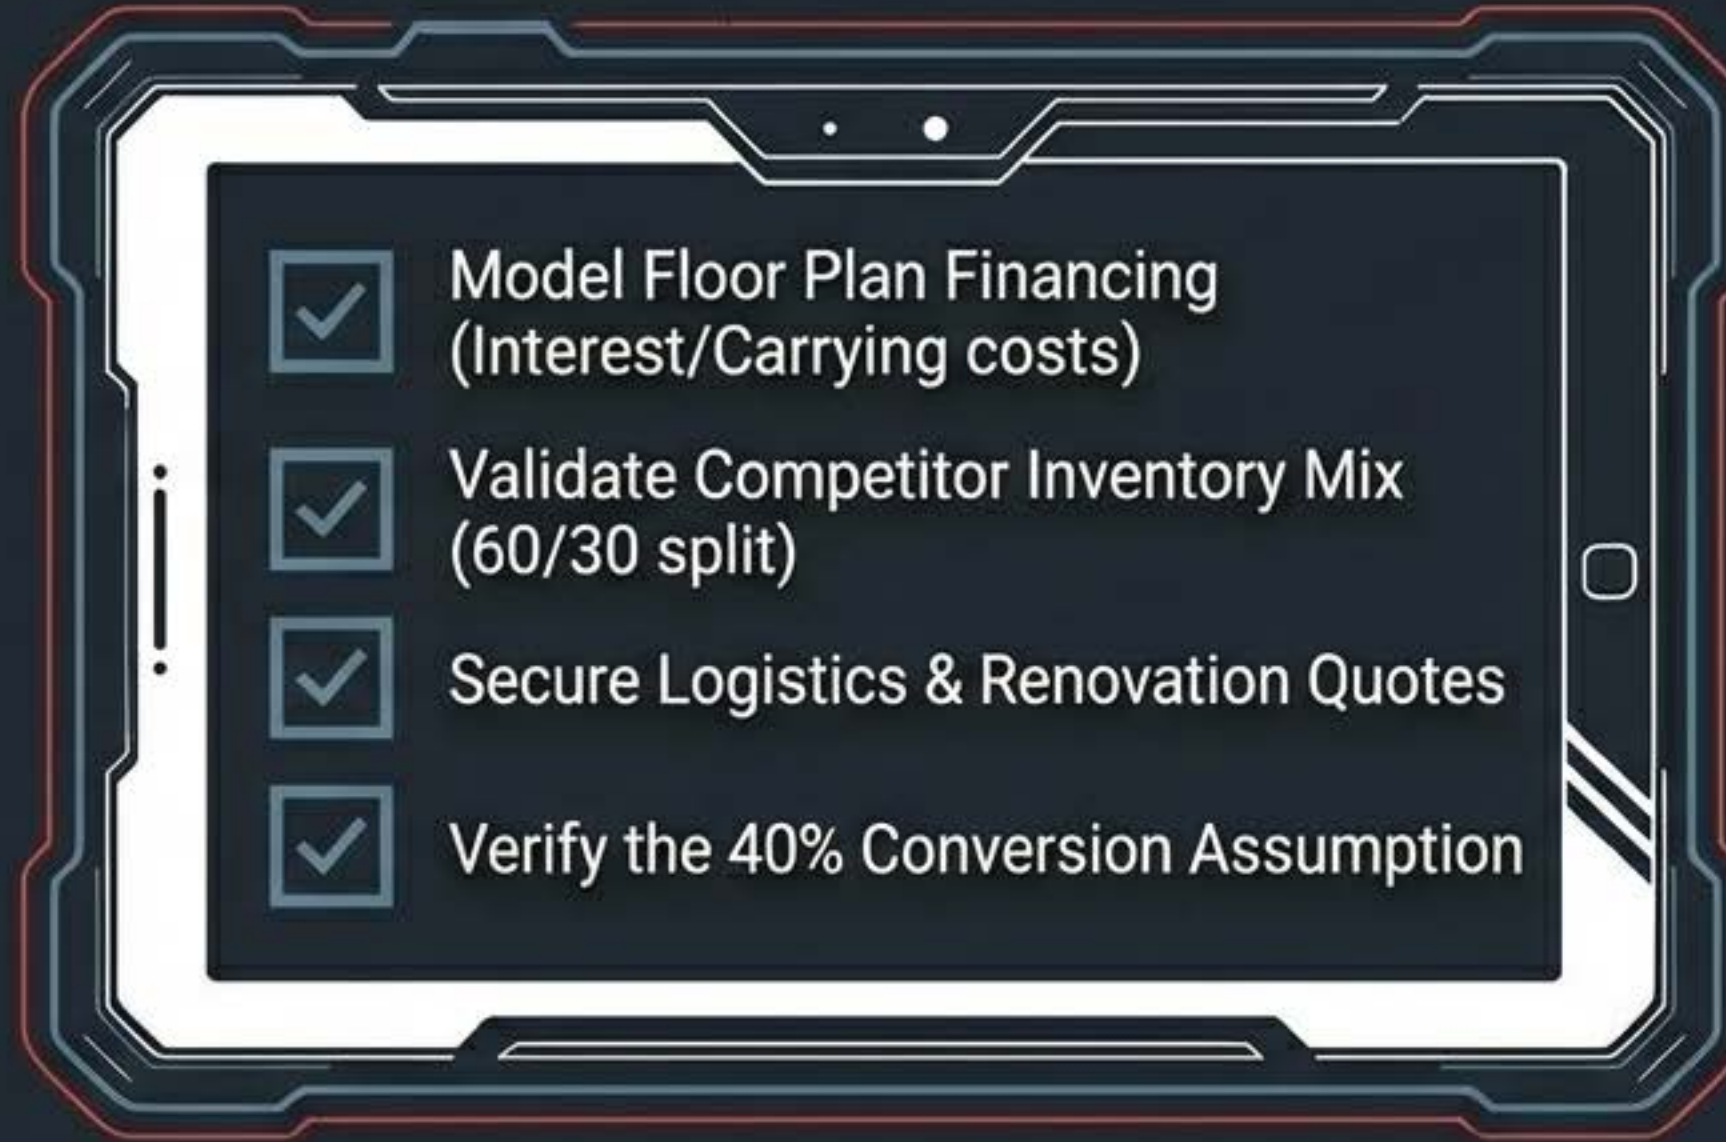 Model Floor Plan Financing
(Interest/Carrying costs)
Validate Competitor Inventory Mix
(60/30 split)
Secure Logistics & Renovation Quotes
Verify the 40% Conversion Assumption